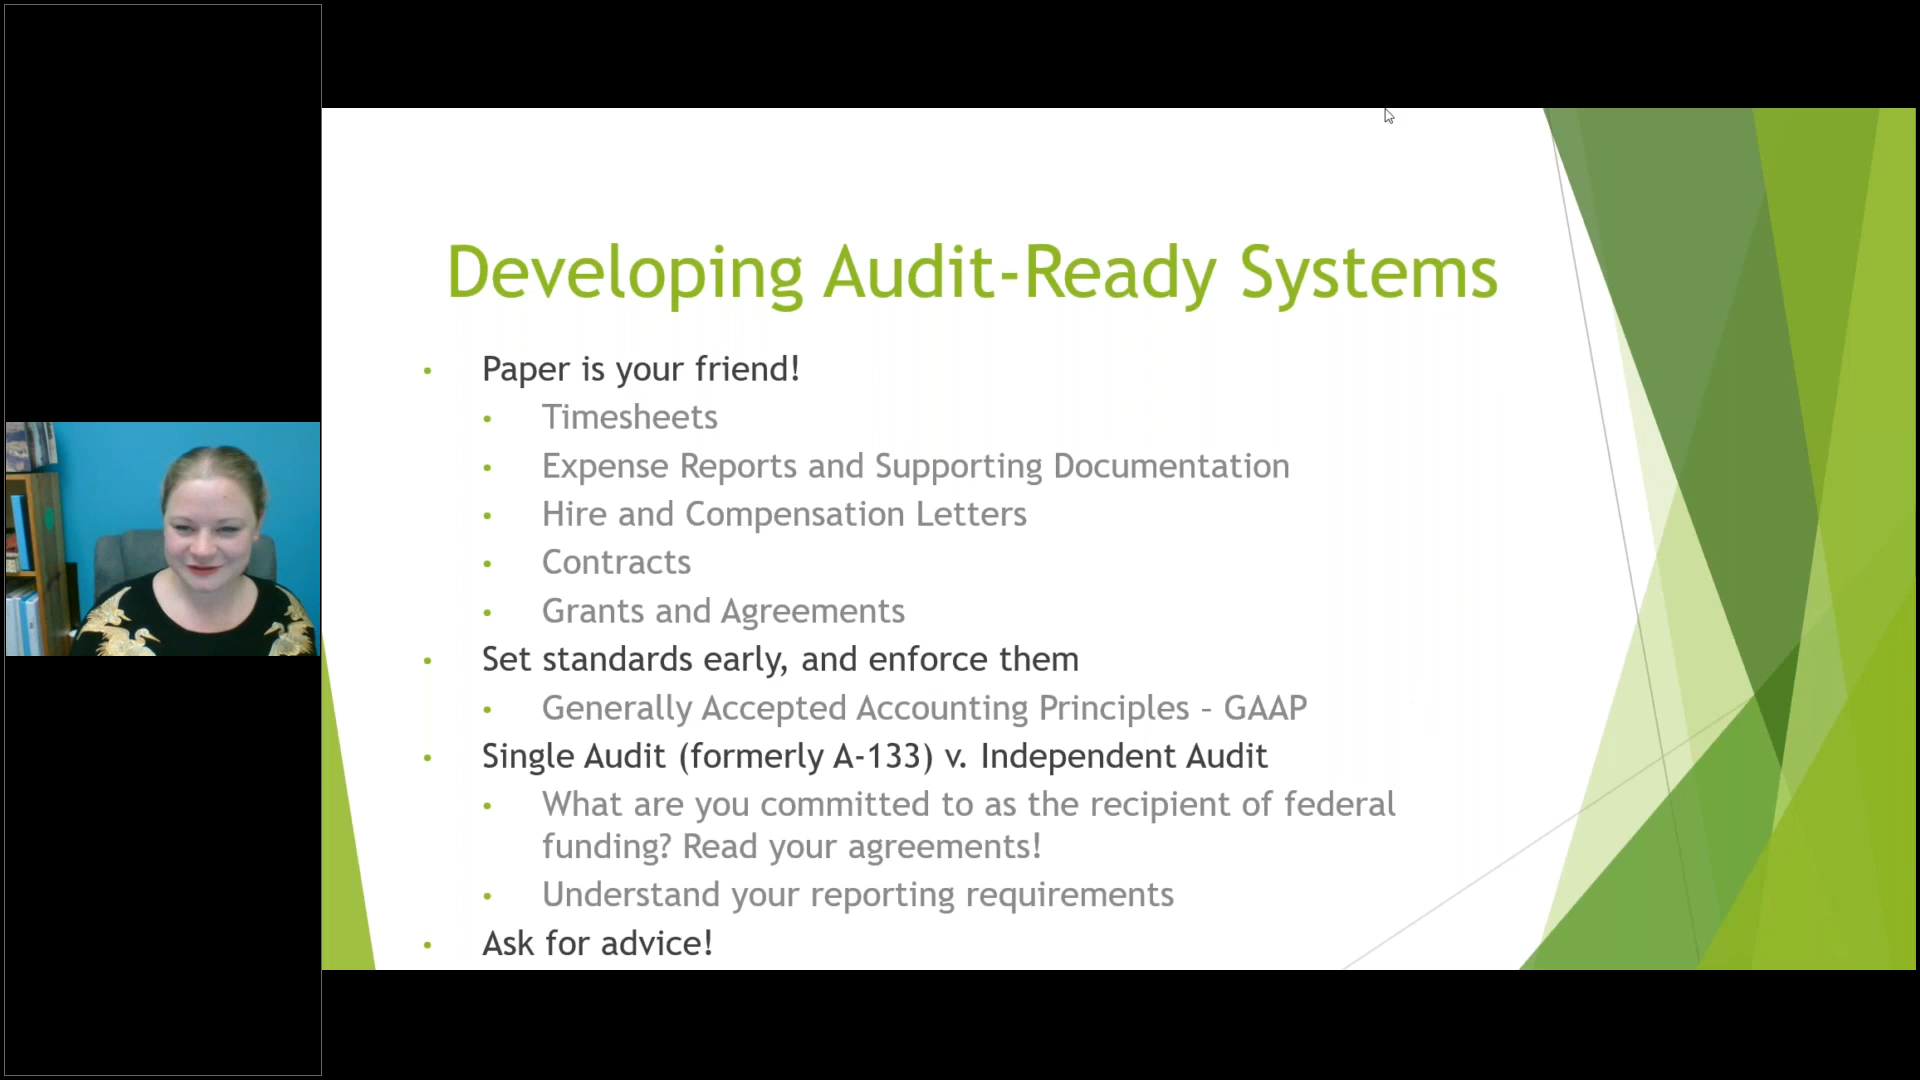 Developing Audit-Ready Systems
Paper is your friend!
Timesheets
Expense Reports and Supporting Documentation
Hire and Compensation Letters
Contracts
Grants and Agreements
Set standards early, and enforce them
Generally Accepted Accounting Principles – GAAP
Single Audit (formerly A-133) v. Independent Audit
What are you committed to as the recipient of federal
funding? Read your agreements!
Understand your reporting requirements
Ask for advice!